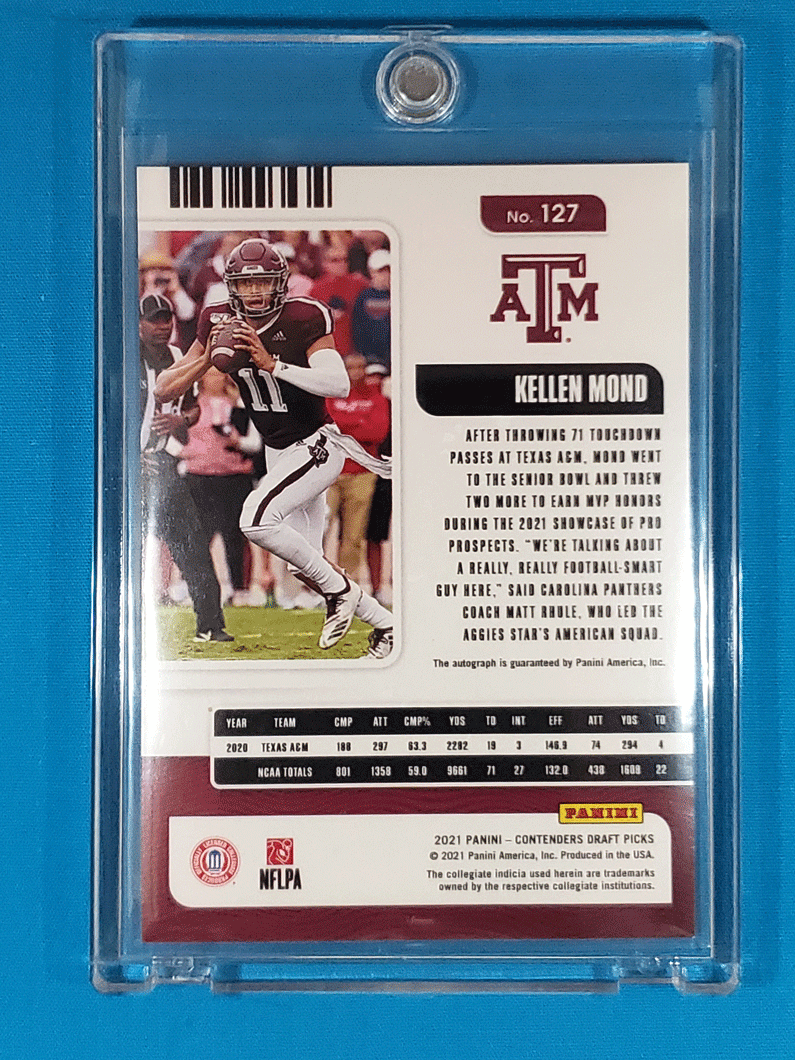 No. 127
ATM
KELLEN MOND
11
AFTER THROWING 71 TOUCHDOWN
PASSES AT TEXAS A&M, MOND WENT
TO THE SENIOR BOWL AND THREW
TWO MORE TO EARN MVP HONORS
DURING THE 2021 SHOWCASE OF PRO
PROSPECTS. "WE'RE TALKING ABOUT
A REALLY, REALLY FOOTBALL-SMART
GUY HERE," SAID CAROLINA PANTHERS
COACH MATT RHULE, WHO LED THE
AGGIES STAR'S AMERICAN SQUAD.
The autograph is guaranteed by Panini America, Inc.
YEAR TEAM CMP ATT CMP% YDS TD INT EFF ATT YDS TD
2020 TEXAS A&M 188 297 63.3 2282 19 3 146.9 74 294 4
NCAA TOTALS 801 1358 59.0 9661 71 27 132.0 438 1608 22
PANINI
2021 PANINI – CONTENDERS DRAFT PICKS
© 2021 Panini America, Inc. Produced in the USA.
The collegiate indicia used herein are trademarks
owned by the respective collegiate institutions.
OFFICIALLY LICENSED COLLEGIATE PRODUCTS
NFLPA